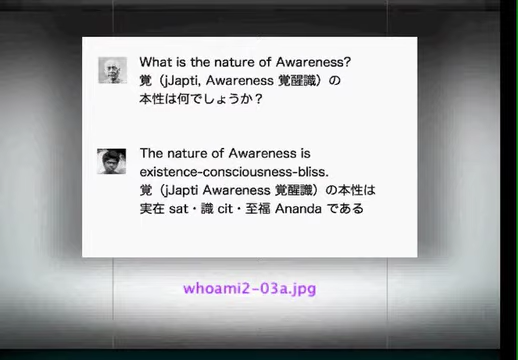 What is the nature of Awareness?
覚（jJapti, Awareness 覚醒識）の
本性は何でしょうか？
The nature of Awareness is
existence-consciousness-bliss.
覚（jJapti Awareness 覚醒識）の本性は
実在 sat・識 cit・至福 Ananda である
whoami2-03a.jpg